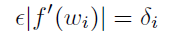 ϵ|f′(wᵢ)| = δᵢ